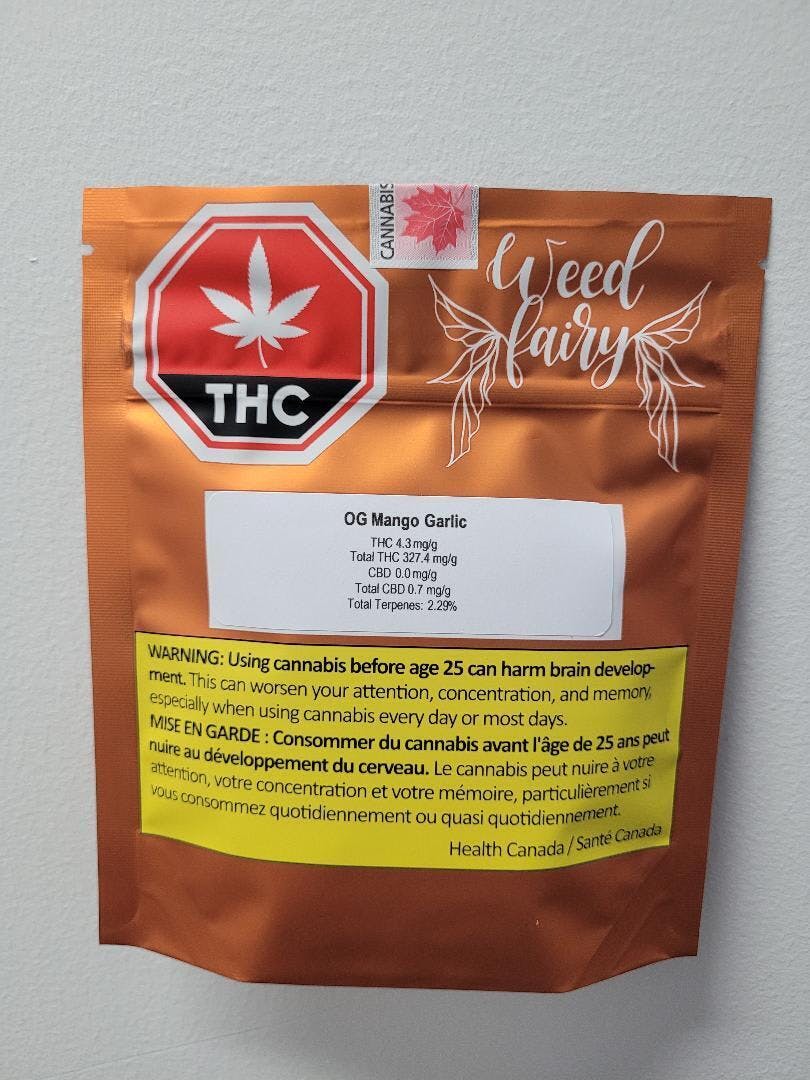 CANNABIS
Weed
fairy
THC
OG Mango Garlic
THC 4.3 mg/g
Total THC 327.4 mg/g
CBD 0.0 mg/g
Total CBD 0.7 mg/g
Total Terpenes: 2.29%
WARNING: Using cannabis before age 25 can harm brain develop-
ment. This can worsen your attention, concentration, and memory,
especially when using cannabis every day or most days.
MISE EN GARDE : Consommer du cannabis avant l'âge de 25 ans peut
nuire au développement du cerveau. Le cannabis peut nuire à votre
attention, votre concentration et votre mémoire, particulièrement si
vous consommez quotidiennement ou quasi quotidiennement.
Health Canada / Santé Canada